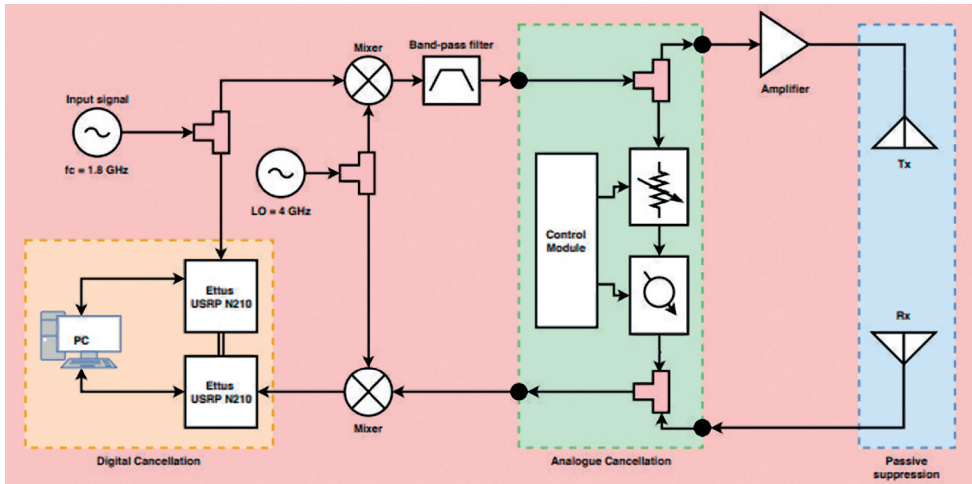 Mixer
Band-pass filter
Amplifier
Input signal
fc = 1.8 GHz
LO = 4 GHz
Tx
Control
Module
Ettus
USRP N210
PC
Ettus
USRP N210
Mixer
Rx
Digital Cancellation
Analogue Cancellation
Passive
suppression